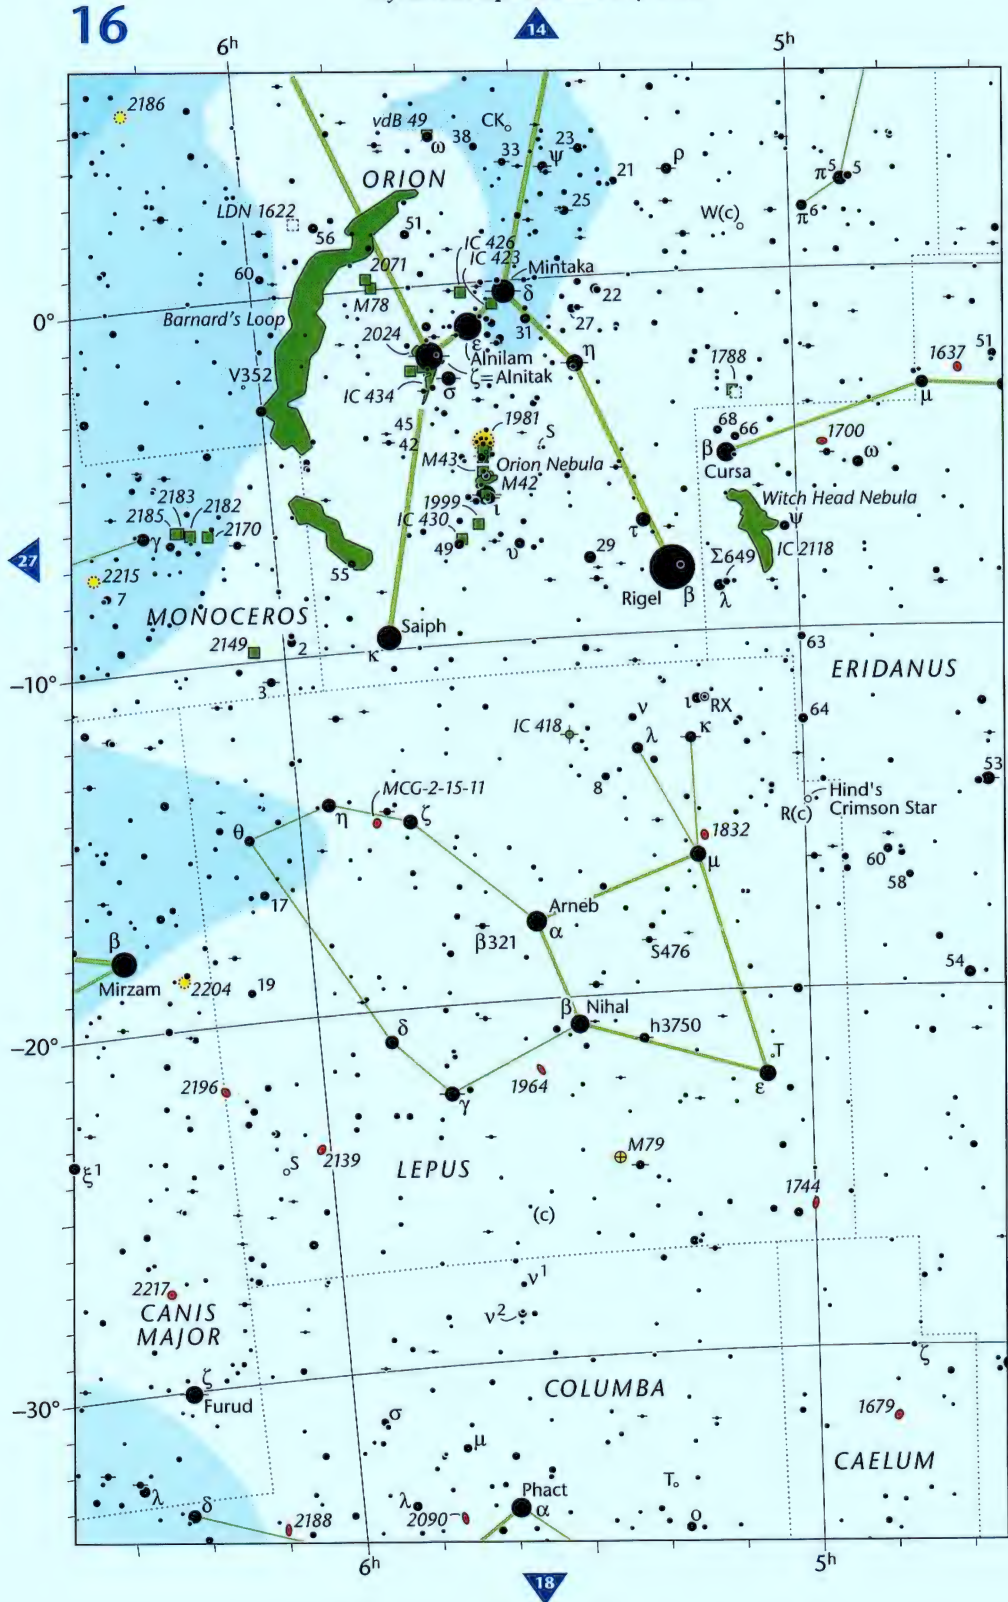 16
14
6h
5h
2186
vdB 49
ω
38
CK
33
ψ
23
21
ρ
π5
5
π6
ORION
25
W(c)
LDN 1622
56
51
IC 426
IC 423
Mintaka
δ
60
2071
M78
22
0°
Barnard's Loop
31
27
2024
ε
Alnilam
η
1788
1637
51
V352
ζ=Alnitak
IC 434
σ
μ
45
42
1981
S
68
66
1700
β
Cursa
ω
M43
Orion Nebula
M42
Witch Head Nebula
2183
2182
2185
2170
1999
ι
IC 430
τ
ψ
γ
49
υ
29
Σ649
IC 2118
27
55
2215
7
Rigel
β
λ
MONOCEROS
Saiph
κ
2149
2
63
ERIDANUS
–10°
3
ν
ι
RX
64
IC 418
λ
κ
53
8
MCG-2-15-11
Hind's
Crimson Star
R(c)
θ
η
ζ
1832
μ
60
58
17
Arneb
α
β321
S476
β
Mirzam
54
2204
19
β
Nihal
h3750
–20°
δ
T
1964
ε
2196
γ
M79
ξ1
S
2139
LEPUS
1744
(c)
ν1
2217
CANIS
MAJOR
ν2
ζ
ζ
Furud
COLUMBA
–30°
σ
1679
μ
CAELUM
T
λ
δ
2188
λ
2090
Phact
α
ο
6h
5h
18